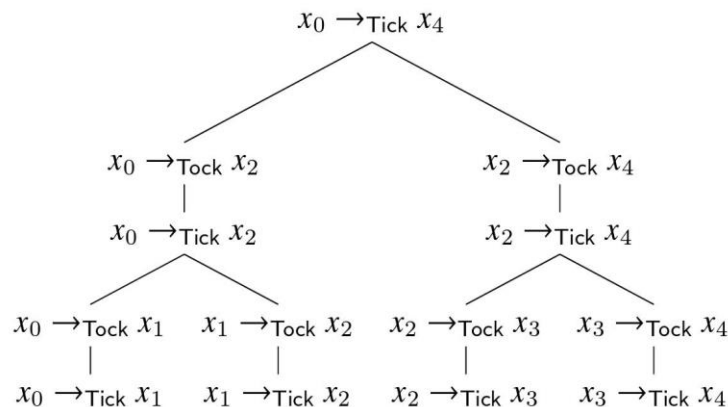 x₀ →Tick x₄
x₀ →Tock x₂ x₂ →Tock x₄
x₀ →Tick x₂ x₂ →Tick x₄
x₀ →Tock x₁ x₁ →Tock x₂ x₂ →Tock x₃ x₃ →Tock x₄
x₀ →Tick x₁ x₁ →Tick x₂ x₂ →Tick x₃ x₃ →Tick x₄